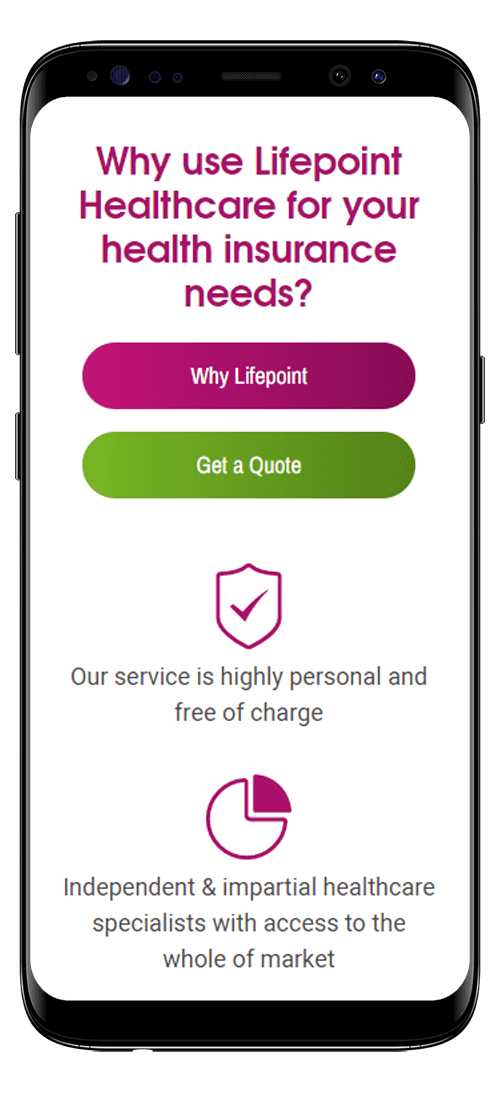 Why use Lifepoint
Healthcare for your
health insurance
needs?
Why Lifepoint
Get a Quote
Our service is highly personal and
free of charge
Independent & impartial healthcare
specialists with access to the
whole of market